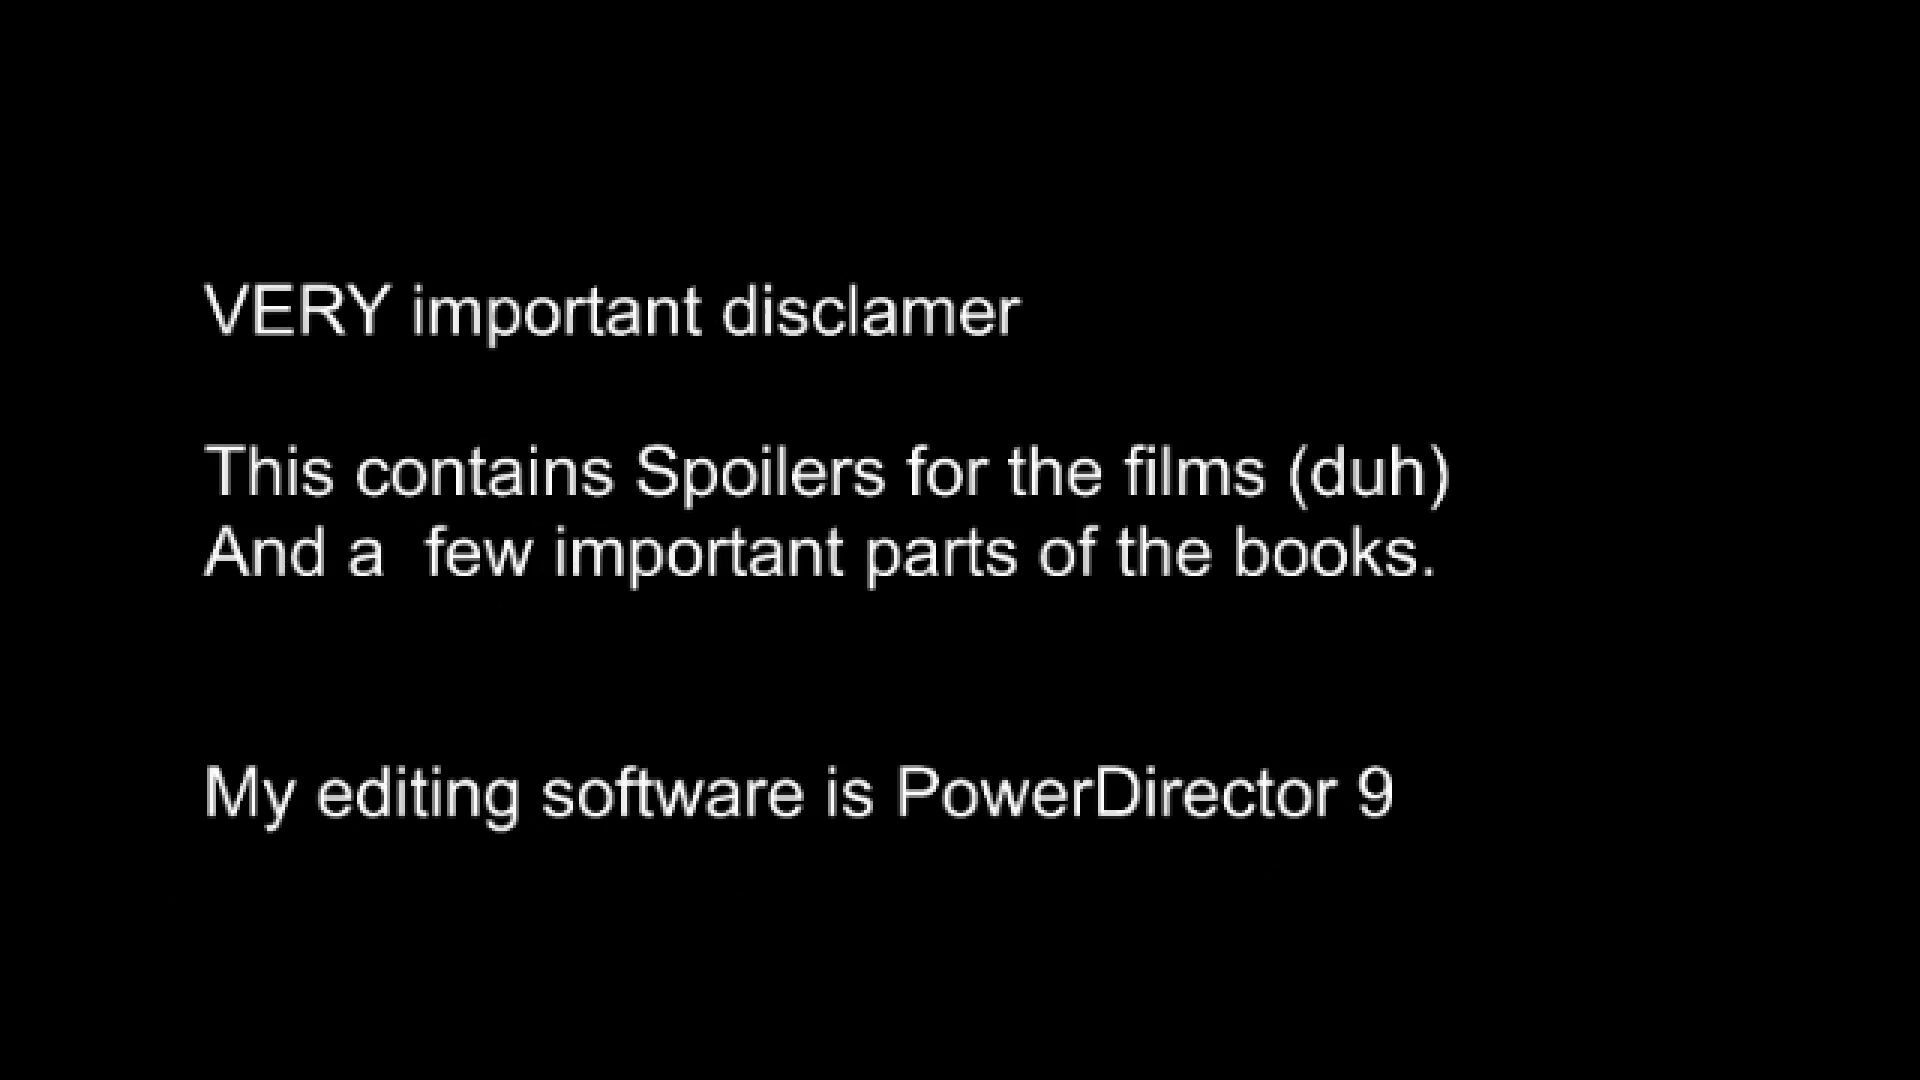 VERY important disclamer
This contains Spoilers for the films (duh)
And a  few important parts of the books.
My editing software is PowerDirector 9